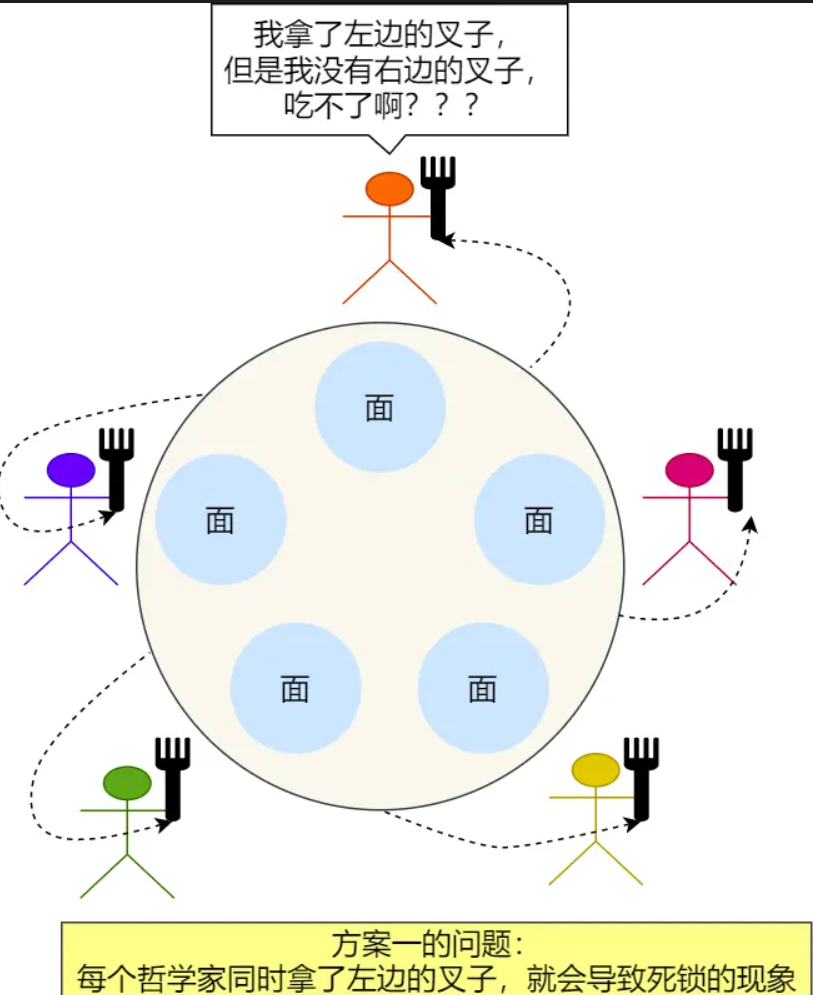 我拿了左边的叉子，
但是我没有右边的叉子，
吃不了啊？？？
面
面
面
面
面
方案一的问题：
每个哲学家同时拿了左边的叉子，就会导致死锁的现象